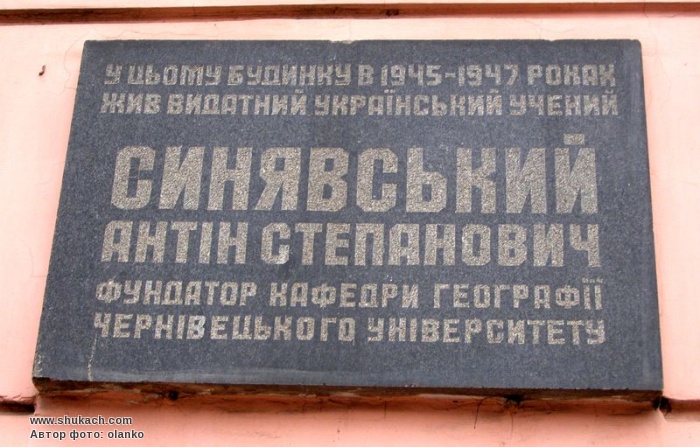 У ЦЬОМУ БУДИНКУ В 1945-1947 РОКАХ
ЖИВ ВИДАТНИЙ УКРАЇНСЬКИЙ УЧЕНИЙ
СИНЯВСЬКИЙ
АНТІН СТЕПАНОВИЧ
ФУНДАТОР КАФЕДРИ ГЕОГРАФІЇ
ЧЕРНІВЕЦЬКОГО УНІВЕРСИТЕТУ
www.shukach.com
Автор фото: olanko